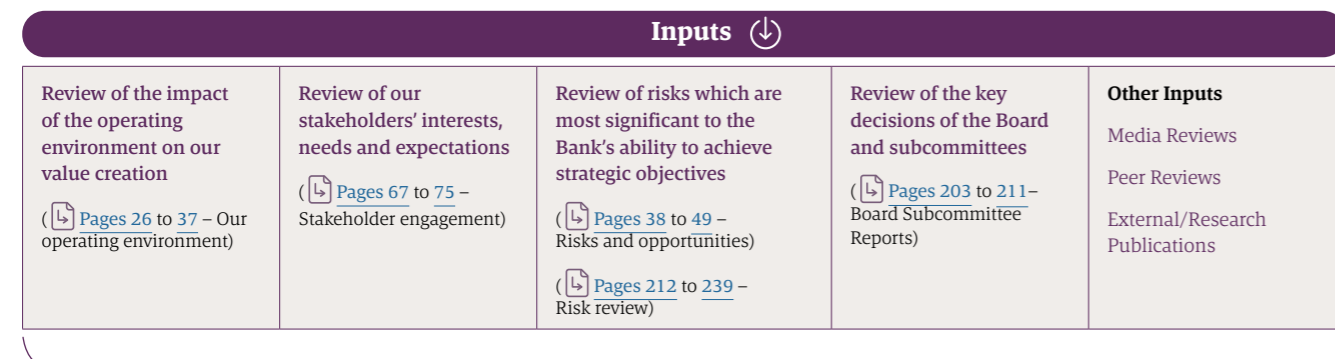 Inputs
Review of the impact
of the operating
environment on our
value creation
( Pages 26 to 37 – Our
operating environment)
Review of our
stakeholders’ interests,
needs and expectations
( Pages 67 to 75 –
Stakeholder engagement)
Review of risks which are
most significant to the
Bank’s ability to achieve
strategic objectives
( Pages 38 to 49 –
Risks and opportunities)
( Pages 212 to 239 –
Risk review)
Review of the key
decisions of the Board
and subcommittees
( Pages 203 to 211–
Board Subcommittee
Reports)
Other Inputs
Media Reviews
Peer Reviews
External/Research
Publications